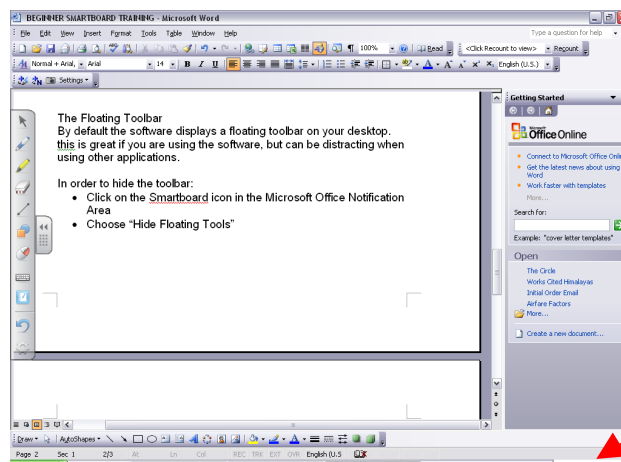 BEGINNER SMARTBOARD TRAINING - Microsoft Word
File Edit View Insert Format Tools Table Window Help
Type a question for help
100% Read <Click Recount to view> Recount
Normal + Arial, Arial 14 B I U English (U.S.)
Settings
The Floating Toolbar
By default the software displays a floating toolbar on your desktop.
this is great if you are using the software, but can be distracting when
using other applications.
In order to hide the toolbar:
• Click on the Smartboard icon in the Microsoft Office Notification
Area
• Choose “Hide Floating Tools”
Getting Started
Office Online
Connect to Microsoft Office Onli
Get the latest news about using
Word
Work faster with templates
More...
Search for:
Example: "cover letter templates"
Open
The Circle
Works Cited Himalayas
Initial Order Email
Airfare Factors
More...
Create a new document...
Draw AutoShapes
Page 2 Sec 1 2/3 At Ln Col REC TRK EXT OVR English (U.S